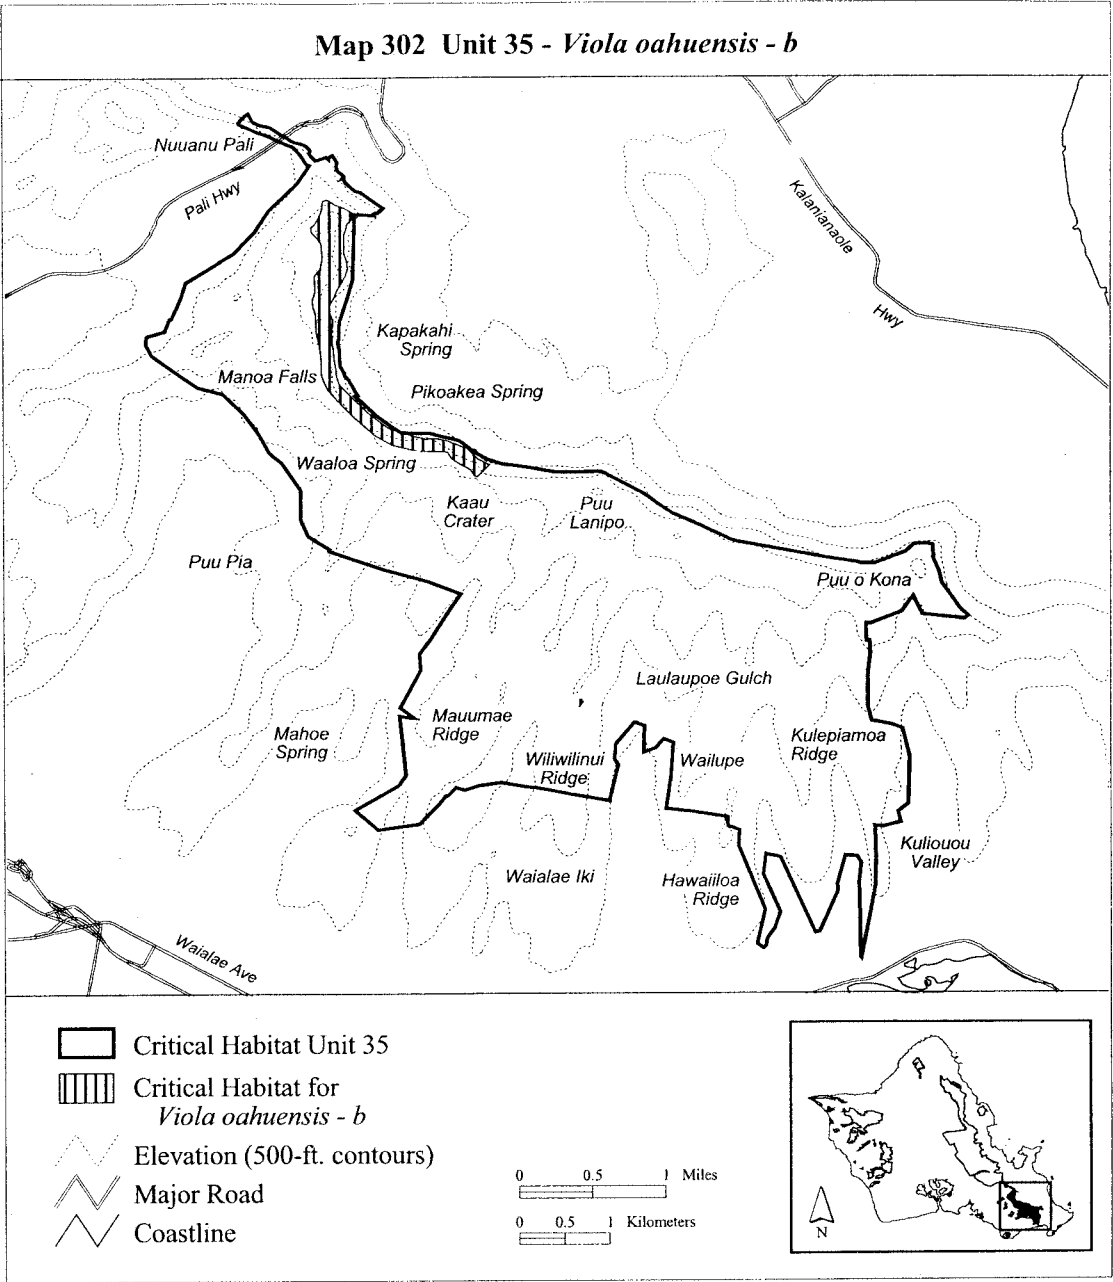 Map 302 Unit 35 - Viola oahuensis - b
Nuuanu Pali
Pali Hwy
Kalanianaole
Hwy
Kapakahi
Spring
Manoa Falls
Pikoakea Spring
Waaloa Spring
Kaau
Crater
Puu
Lanipo
Puu Pia
Puu o Kona
Laulaupoe Gulch
Mahoe
Spring
Mauumae
Ridge
Wiliwilinui
Ridge
Wailupe
Kulepiamoa
Ridge
Kuliouou
Valley
Waialae Iki
Hawaiiloa
Ridge
Waialae Ave
Critical Habitat Unit 35
Critical Habitat for
Viola oahuensis - b
Elevation (500-ft. contours)
Major Road
Coastline
0 0.5 1 Miles
0 0.5 1 Kilometers
N